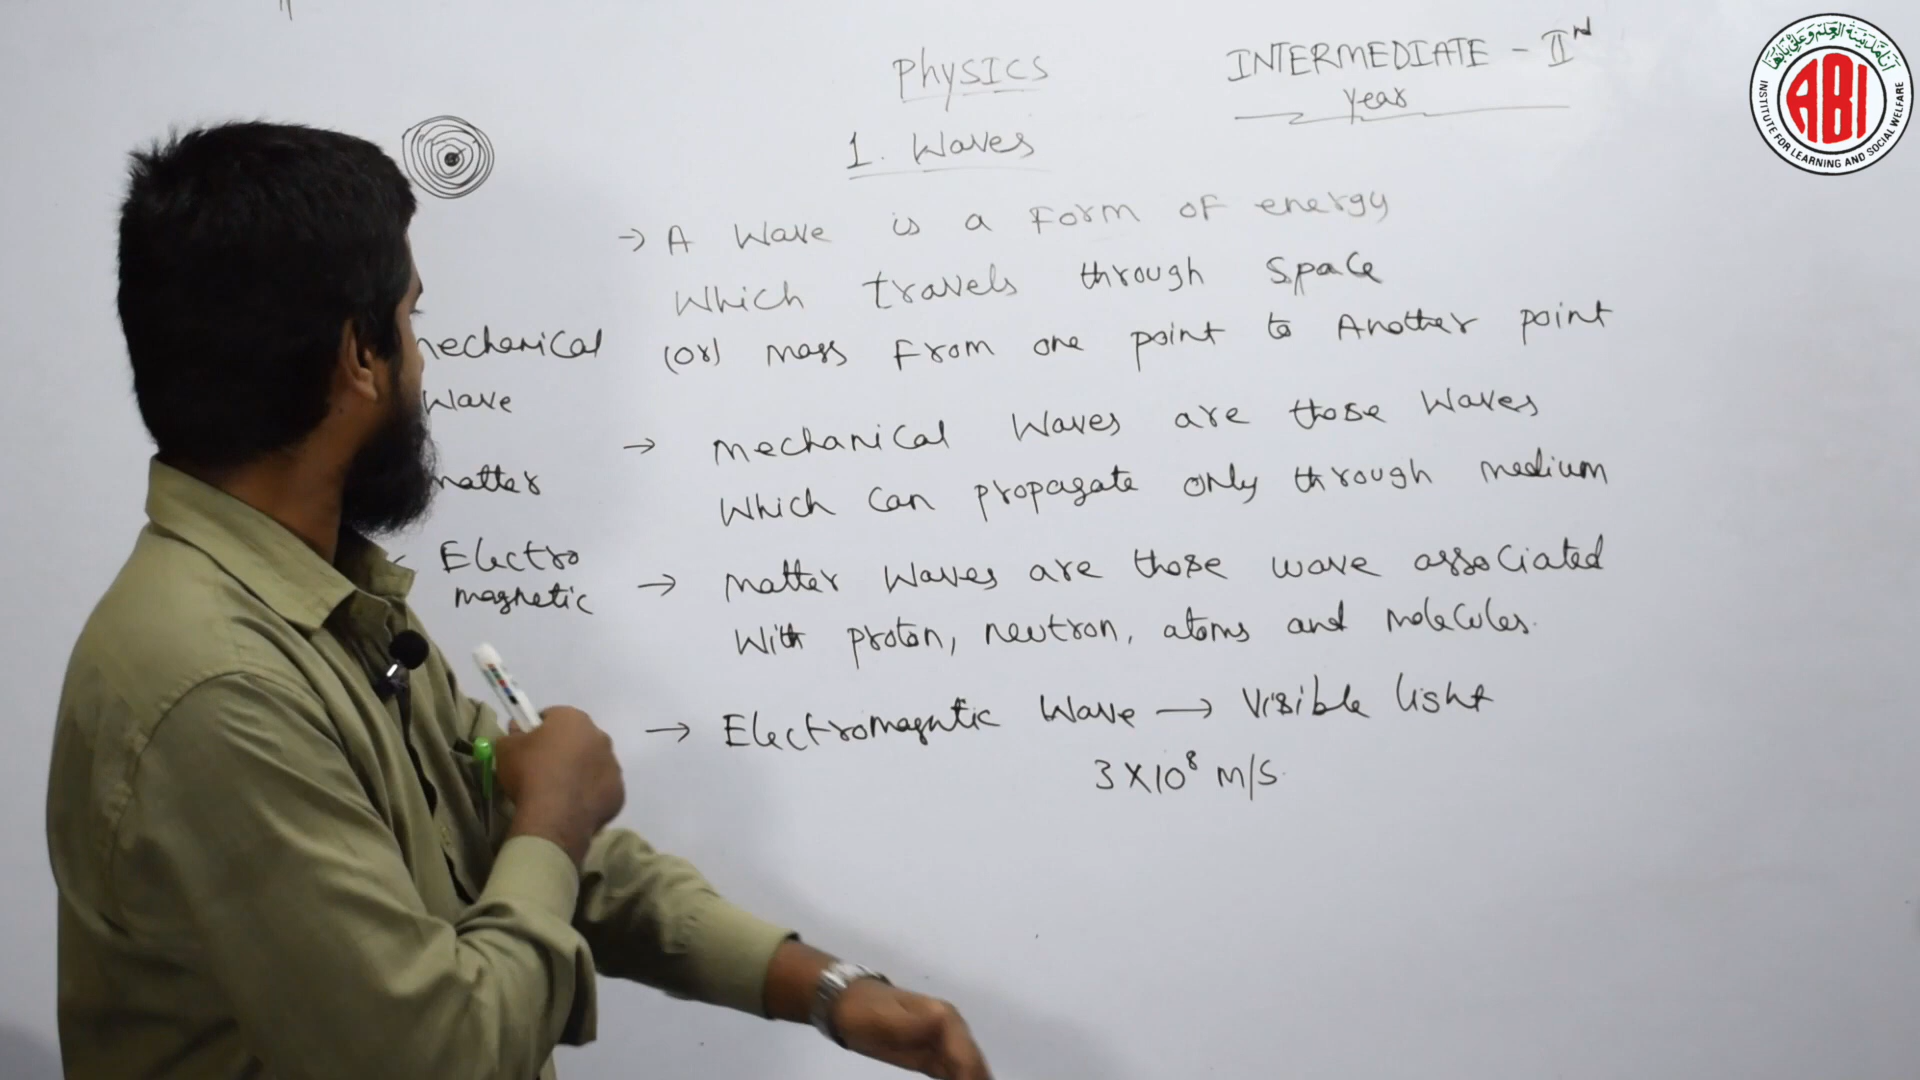 Physics
INTERMEDIATE - IInd
Year
1. Waves
→ A Wave is a Form of energy
Which travels through Space
(or) mass From one point to Another point
mechanical
Wave
→ mechanical Waves are those Waves
Which can propagate only through medium
matter
Electro
magnetic
→ matter Waves are those wave associated
With proton, neutron, atoms and molecules.
→ Electromagntic Wave → Visible light
3×10⁸ m/s.
ABI
INSTITUTE FOR LEARNING AND SOCIAL WELFARE